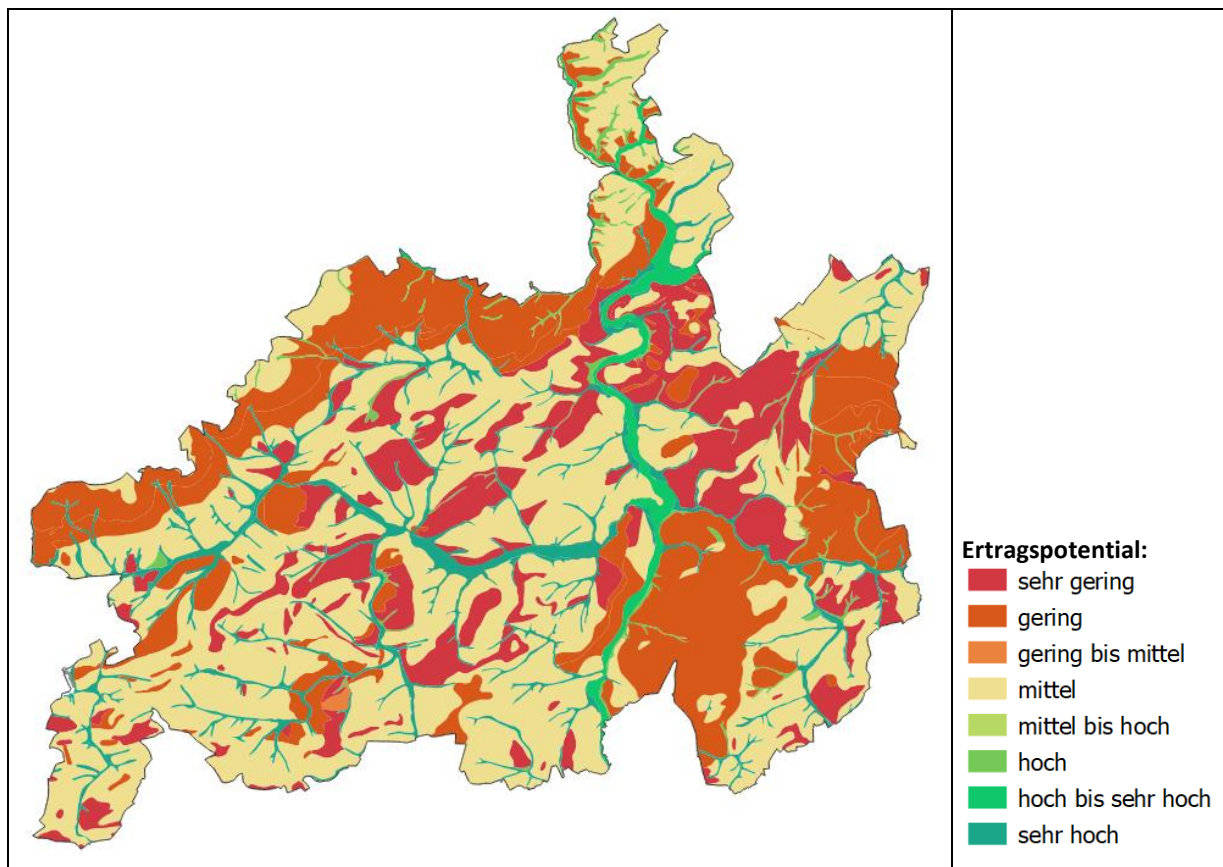 Ertragspotential:
sehr gering
gering
gering bis mittel
mittel
mittel bis hoch
hoch
hoch bis sehr hoch
sehr hoch